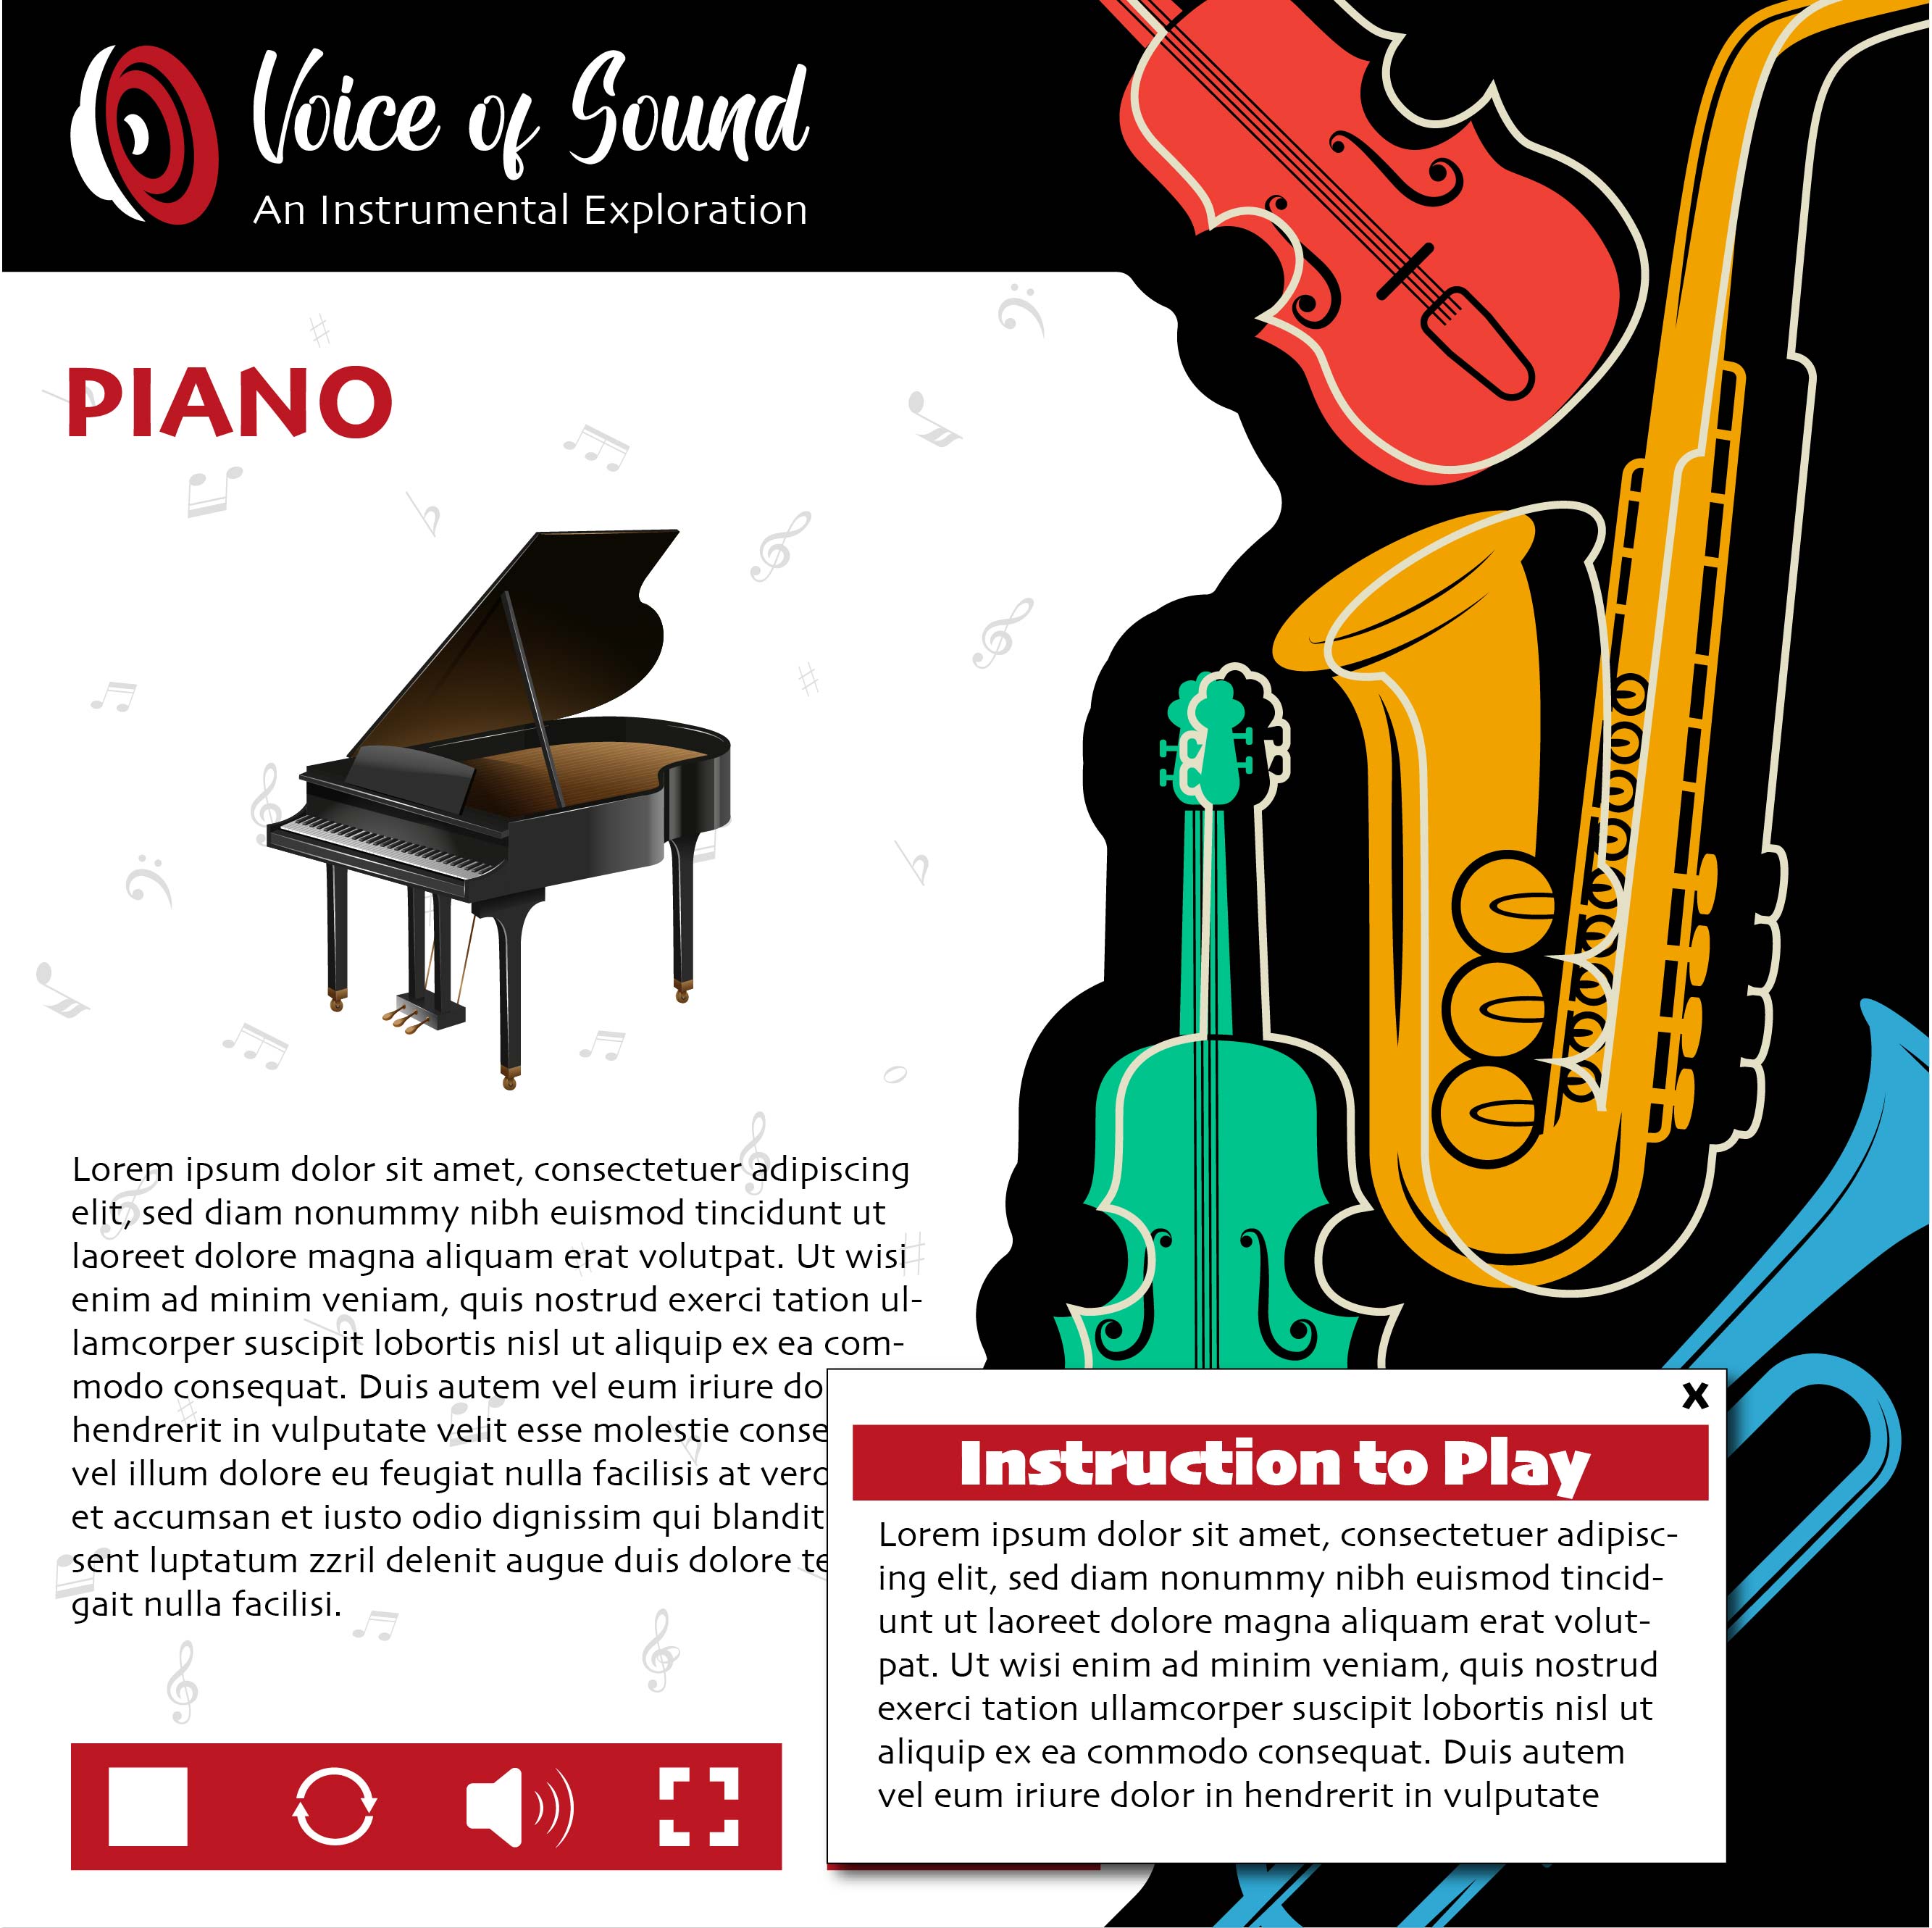 Voice of Sound
An Instrumental Exploration
PIANO
Lorem ipsum dolor sit amet, consectetuer adipiscing
elit, sed diam nonummy nibh euismod tincidunt ut
laoreet dolore magna aliquam erat volutpat. Ut wisi
enim ad minim veniam, quis nostrud exerci tation ul-
lamcorper suscipit lobortis nisl ut aliquip ex ea com-
modo consequat. Duis autem vel eum iriure do
hendrerit in vulputate velit esse molestie conse
vel illum dolore eu feugiat nulla facilisis at vero
et accumsan et iusto odio dignissim qui blandit
sent luptatum zzril delenit augue duis dolore te
gait nulla facilisi.
x
Instruction to Play
Lorem ipsum dolor sit amet, consectetuer adipisc-
ing elit, sed diam nonummy nibh euismod tincid-
unt ut laoreet dolore magna aliquam erat volut-
pat. Ut wisi enim ad minim veniam, quis nostrud
exerci tation ullamcorper suscipit lobortis nisl ut
aliquip ex ea commodo consequat. Duis autem
vel eum iriure dolor in hendrerit in vulputate